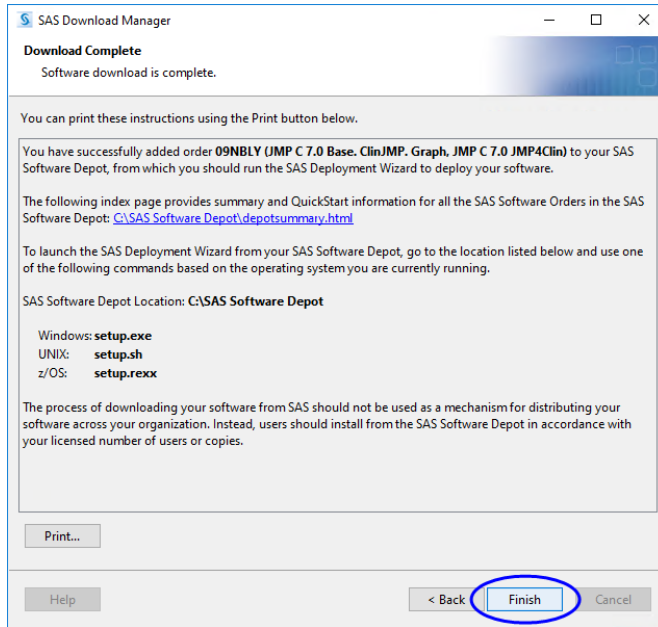 SAS Download Manager
Download Complete
Software download is complete.
You can print these instructions using the Print button below.
You have successfully added order 09NBLY (JMP C 7.0 Base. ClinJMP. Graph, JMP C 7.0 JMP4Clin) to your SAS
Software Depot, from which you should run the SAS Deployment Wizard to deploy your software.
The following index page provides summary and QuickStart information for all the SAS Software Orders in the SAS
Software Depot: C:\SAS Software Depot\depotsummary.html
To launch the SAS Deployment Wizard from your SAS Software Depot, go to the location listed below and use one
of the following commands based on the operating system you are currently running.
SAS Software Depot Location: C:\SAS Software Depot
Windows: setup.exe
UNIX: setup.sh
z/OS: setup.rexx
The process of downloading your software from SAS should not be used as a mechanism for distributing your
software across your organization. Instead, users should install from the SAS Software Depot in accordance with
your licensed number of users or copies.
Print...
Help
< Back
Finish
Cancel